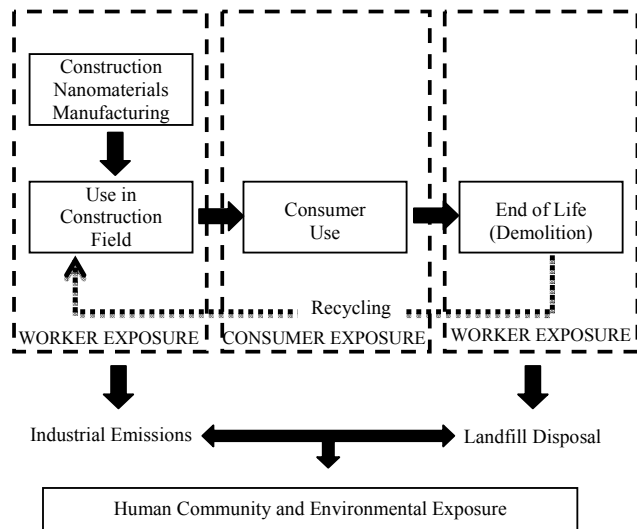 Construction
Nanomaterials
Manufacturing
Use in
Construction
Field
Consumer
Use
End of Life
(Demolition)
Recycling
WORKER EXPOSURE
CONSUMER EXPOSURE
WORKER EXPOSURE
Industrial Emissions
Landfill Disposal
Human Community and Environmental Exposure